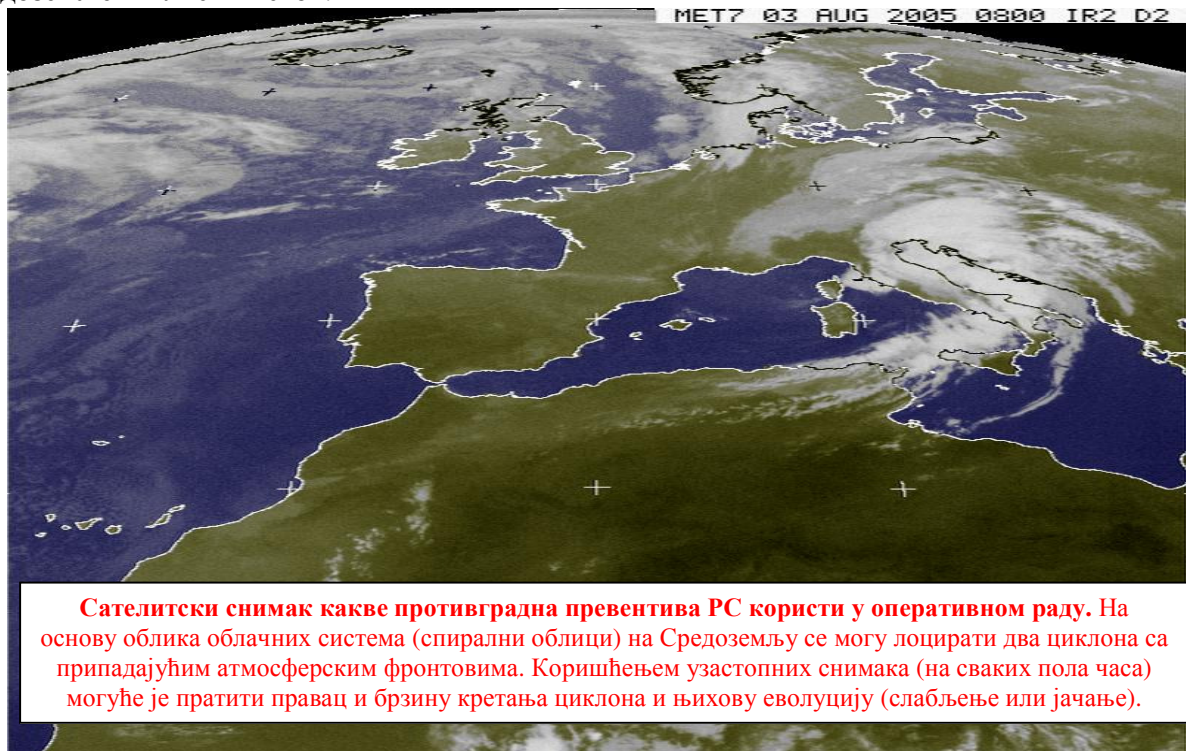 MET7 03 AUG 2005 0800 IR2 D2
Сателитски снимак какве противградна превентива РС користи у оперативном раду. На
основу облика облачних система (спирални облици) на Средоземљу се могу лоцирати два циклона са
припадајућим атмосферским фронтовима. Коришћењем узастопних снимака (на сваких пола часа)
могуће је пратити правац и брзину кретања циклона и њихову еволуцију (слабљење или јачање).